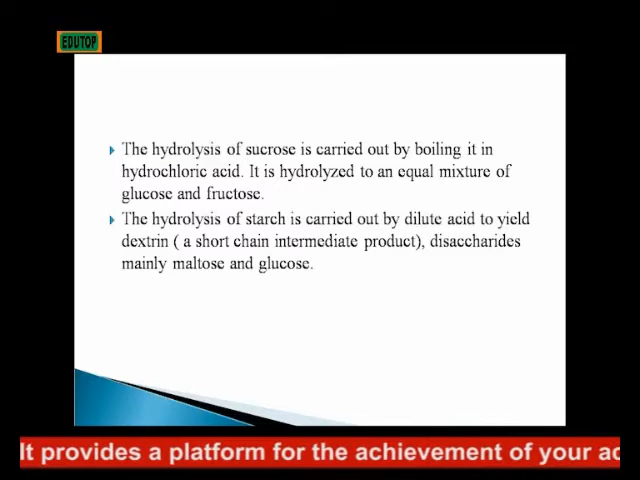 EDUTOP
The hydrolysis of sucrose is carried out by boiling it in
hydrochloric acid. It is hydrolyzed to an equal mixture of
glucose and fructose.
The hydrolysis of starch is carried out by dilute acid to yield
dextrin ( a short chain intermediate product), disaccharides
mainly maltose and glucose.
It provides a platform for the achievement of your